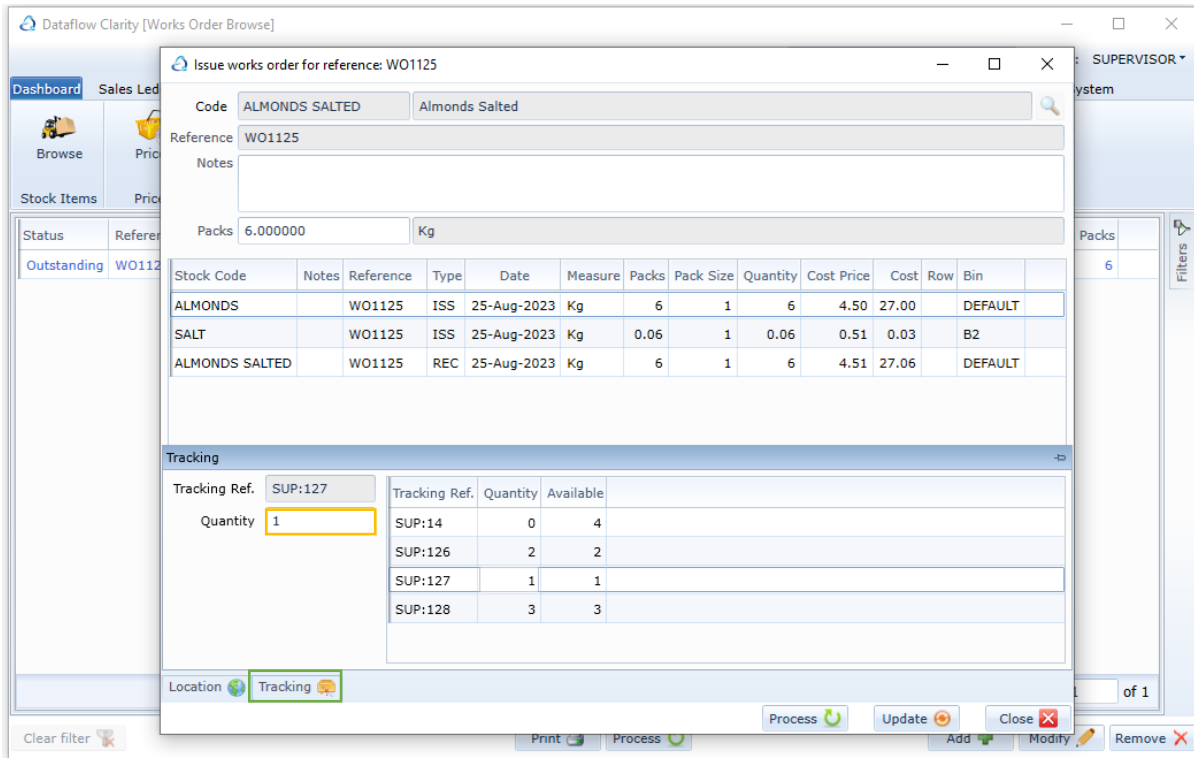 Dataflow Clarity [Works Order Browse]
SUPERVISOR
Dashboard Sales Led ystem
Browse Pric
Stock Items Price
Status Referen Packs
Outstanding WO112 6
Filters
Issue works order for reference: WO1125
Code ALMONDS SALTED Almonds Salted
Reference WO1125
Notes
Packs 6.000000 Kg
Stock Code Notes Reference Type Date Measure Packs Pack Size Quantity Cost Price Cost Row Bin
ALMONDS WO1125 ISS 25-Aug-2023 Kg 6 1 6 4.50 27.00 DEFAULT
SALT WO1125 ISS 25-Aug-2023 Kg 0.06 1 0.06 0.51 0.03 B2
ALMONDS SALTED WO1125 REC 25-Aug-2023 Kg 6 1 6 4.51 27.06 DEFAULT
Tracking
Tracking Ref. SUP:127
Quantity 1
Tracking Ref. Quantity Available
SUP:14 0 4
SUP:126 2 2
SUP:127 1 1
SUP:128 3 3
Location Tracking
Process Update Close
of 1
Clear filter Print Process Add Modify Remove